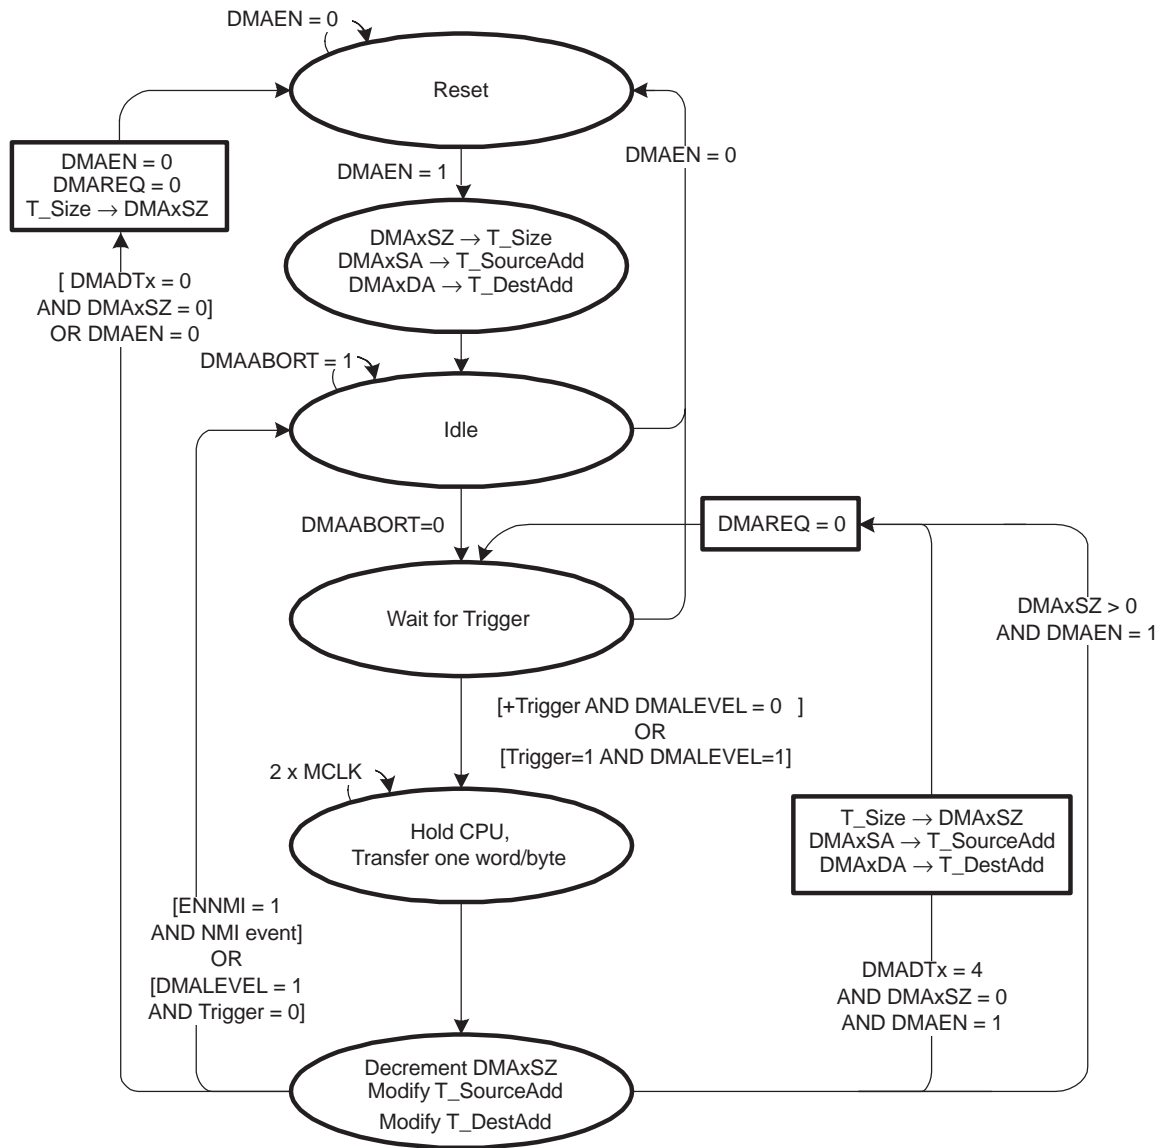 DMAEN = 0
Reset
DMAEN = 0
DMAREQ = 0
T_Size → DMAxSZ
DMAEN = 1
DMAEN = 0
DMAxSZ → T_Size
DMAxSA → T_SourceAdd
DMAxDA → T_DestAdd
[ DMADTx = 0
AND DMAxSZ = 0]
OR DMAEN = 0
DMAABORT = 1
Idle
DMAABORT=0
DMAREQ = 0
Wait for Trigger
DMAxSZ > 0
AND DMAEN = 1
[+Trigger AND DMALEVEL = 0 ]
OR
[Trigger=1 AND DMALEVEL=1]
2 x MCLK
Hold CPU,
Transfer one word/byte
T_Size → DMAxSZ
DMAxSA → T_SourceAdd
DMAxDA → T_DestAdd
[ENNMI = 1
AND NMI event]
OR
[DMALEVEL = 1
AND Trigger = 0]
DMADTx = 4
AND DMAxSZ = 0
AND DMAEN = 1
Decrement DMAxSZ
Modify T_SourceAdd
Modify T_DestAdd